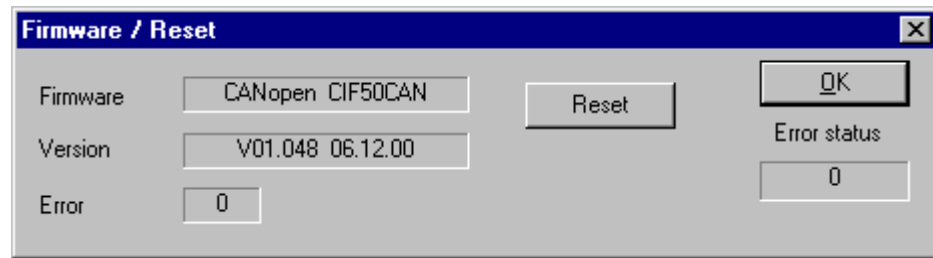 Firmware / Reset
Firmware CANopen CIF50CAN Reset OK
Version V01.048 06.12.00 Error status
Error 0 0